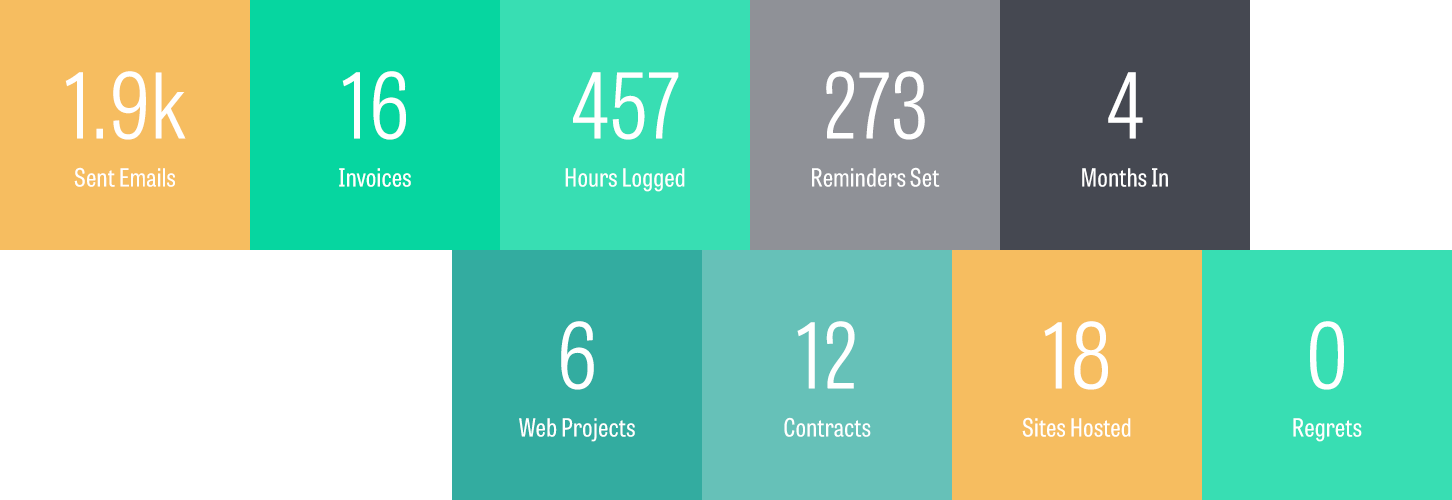 1.9k
Sent Emails
16
Invoices
457
Hours Logged
273
Reminders Set
4
Months In
6
Web Projects
12
Contracts
18
Sites Hosted
0
Regrets